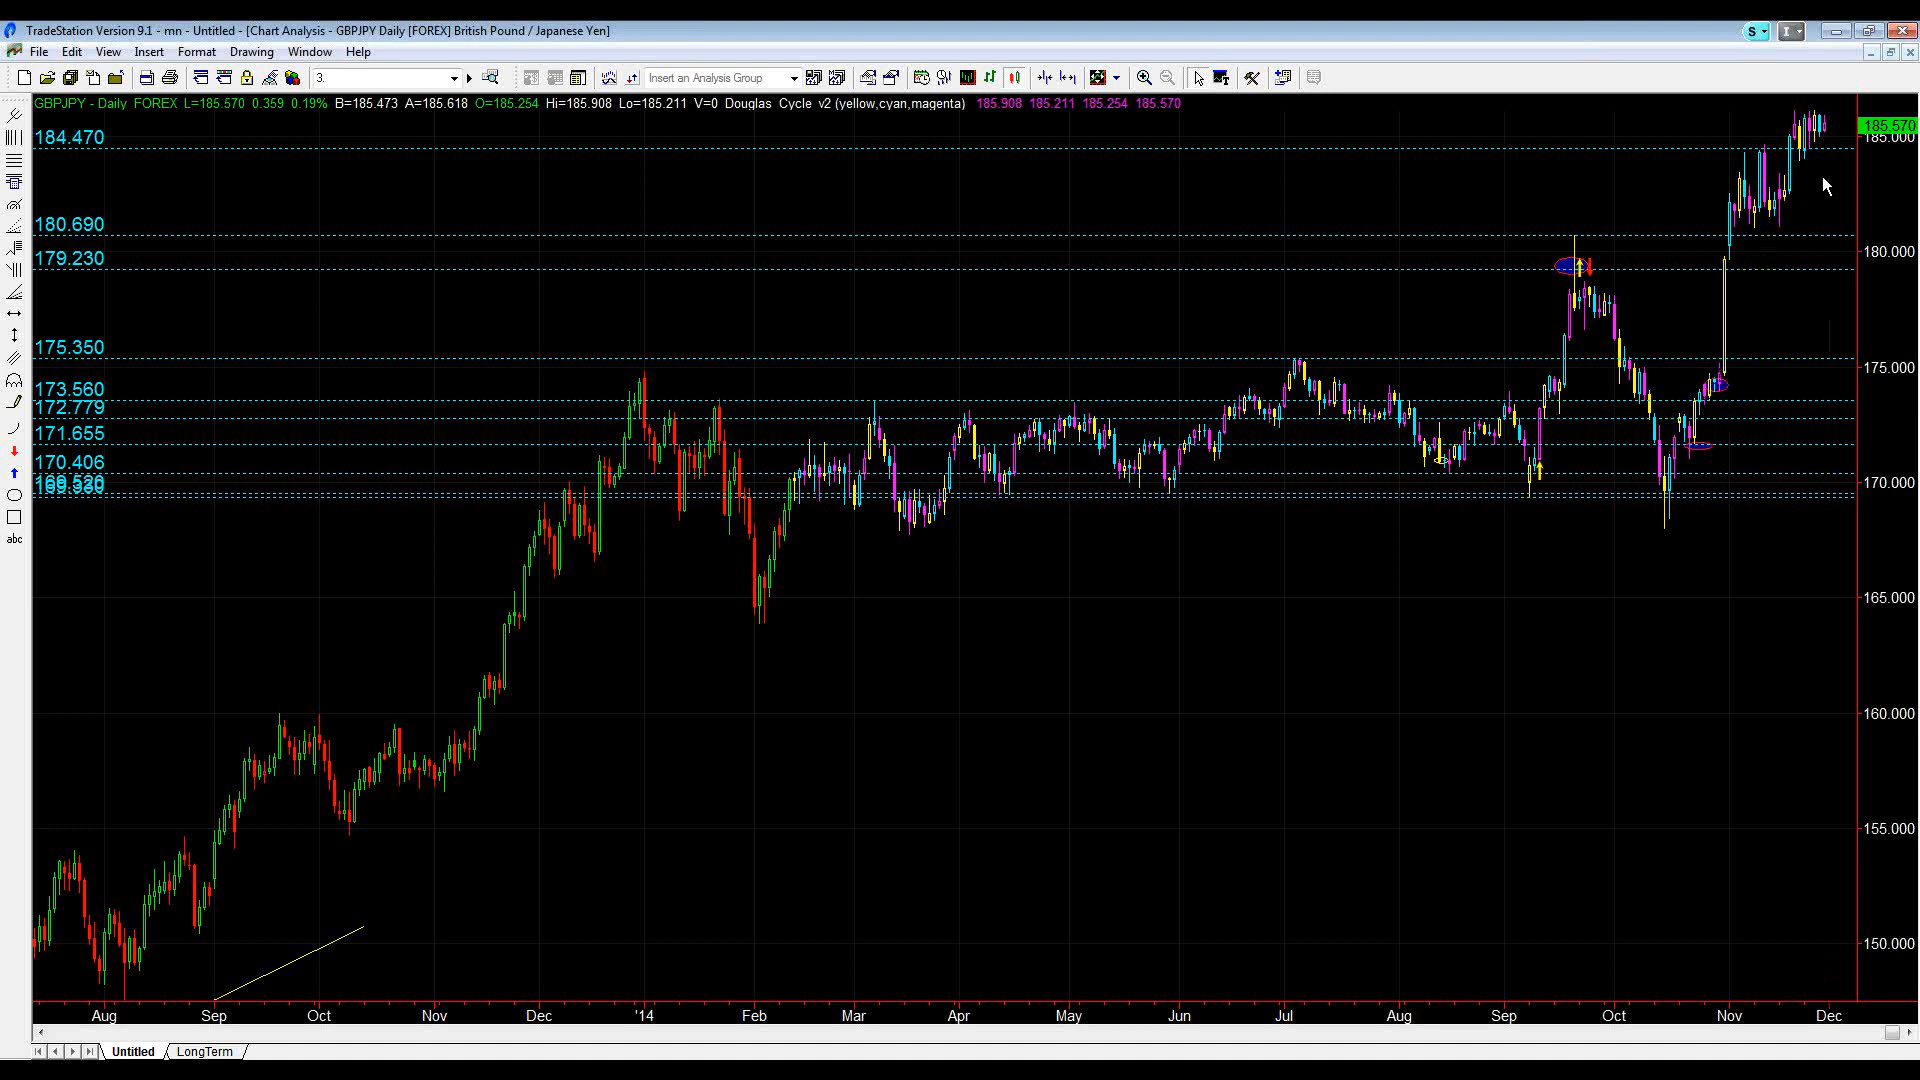 TradeStation Version 9.1 - mn - Untitled - [Chart Analysis - GBPJPY Daily [FOREX] British Pound / Japanese Yen]
S
I
File Edit View Insert Format Drawing Window Help
3.
Insert an Analysis Group
GBPJPY - Daily FOREX L=185.570 0.359 0.19% B=185.473 A=185.618 O=185.254 Hi=185.908 Lo=185.211 V=0 Douglas Cycle v2 (yellow,cyan,magenta) 185.908 185.211 185.254 185.570
185.570
185.000
184.470
180.690
180.000
179.230
175.350
175.000
173.560
172.779
171.655
170.406
169.520
170.000
165.000
160.000
155.000
150.000
abc
Aug Sep Oct Nov Dec '14 Feb Mar Apr May Jun Jul Aug Sep Oct Nov Dec
Untitled LongTerm